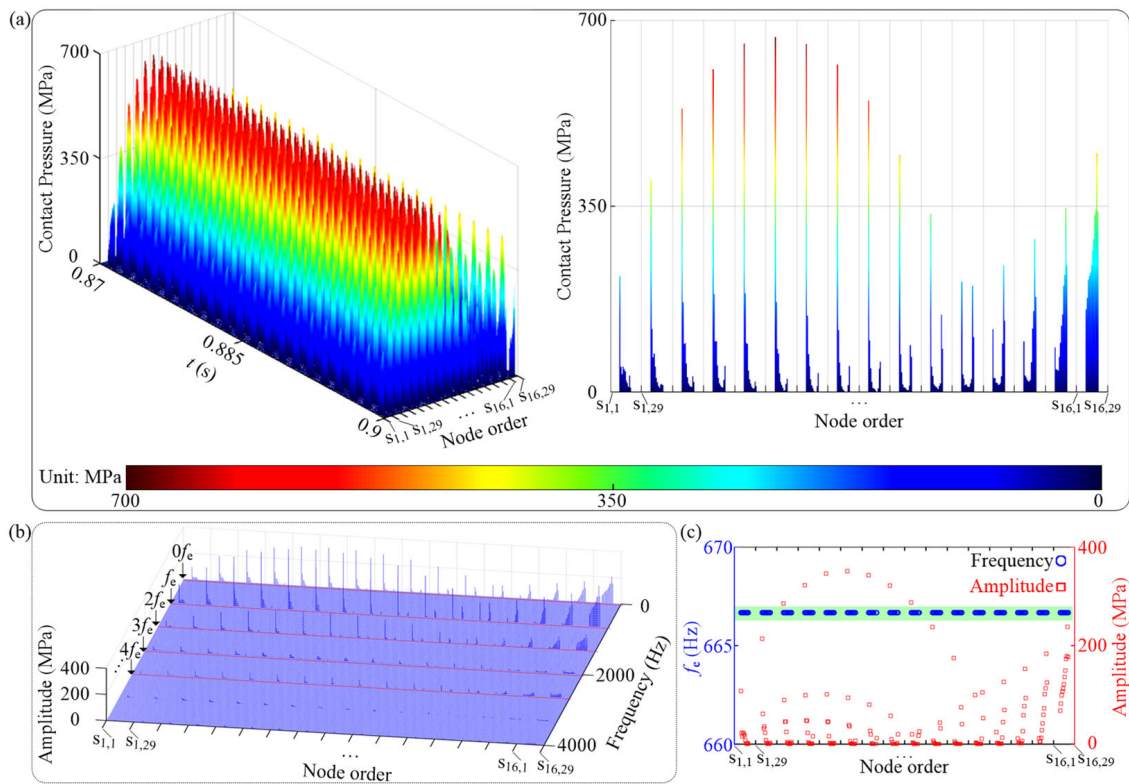 (a)
700
350
0
Contact Pressure (MPa)
0.87
0.885
0.9
t (s)
s1,1
s1,29
...
s16,1
s16,29
Node order
700
350
0
Contact Pressure (MPa)
s1,1
s1,29
...
s16,1
s16,29
Node order
Unit: MPa
700
350
0
(b)
0fe
fe
2fe
3fe
4fe
...
Amplitude (MPa)
400
200
0
s1,1
s1,29
...
s16,1
s16,29
Node order
0
2000
4000
Frequency (Hz)
(c)
670
665
660
fe (Hz)
Frequency
Amplitude
400
200
0
Amplitude (MPa)
s1,1
s1,29
...
s16,1
s16,29
Node order